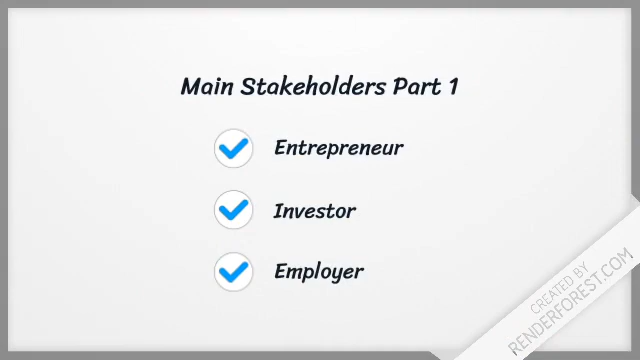 Main Stakeholders Part 1
Entrepreneur
Investor
Employer
CREATED BY
RENDERFOREST.COM